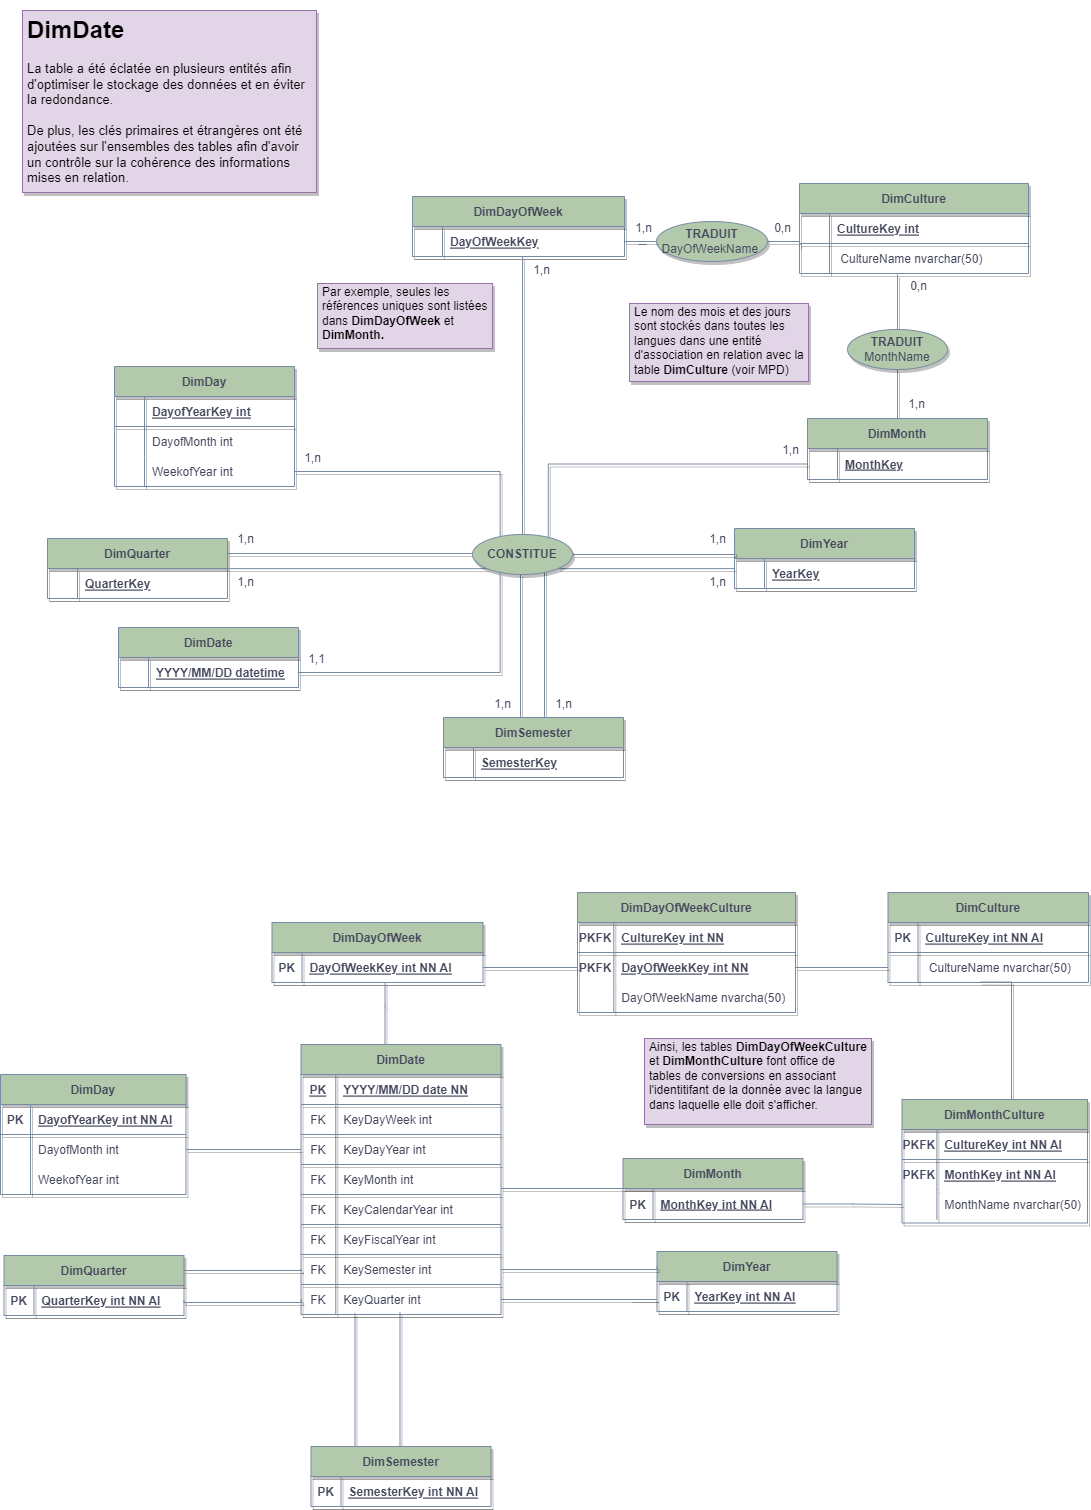 DimDate
La table a été éclatée en plusieurs entités afin
d'optimiser le stockage des données et en éviter
la redondance.
De plus, les clés primaires et étrangères ont été
ajoutées sur l'ensembles des tables afin d'avoir
un contrôle sur la cohérence des informations
mises en relation.
DimDayOfWeek
DayOfWeekKey
1,n
TRADUIT
DayOfWeekName
0,n
DimCulture
CultureKey int
CultureName nvarchar(50)
1,n
0,n
Par exemple, seules les
références uniques sont listées
dans DimDayOfWeek et
DimMonth.
Le nom des mois et des jours
sont stockés dans toutes les
langues dans une entité
d'association en relation avec la
table DimCulture (voir MPD)
TRADUIT
MonthName
1,n
DimDay
DayofYearKey int
DayofMonth int
WeekofYear int
1,n
DimMonth
MonthKey
1,n
DimQuarter
QuarterKey
1,n
1,n
CONSTITUE
1,n
1,n
DimYear
YearKey
DimDate
YYYY/MM/DD datetime
1,1
1,n
1,n
DimSemester
SemesterKey
DimDayOfWeek
PK DayOfWeekKey int NN AI
DimDayOfWeekCulture
PKFK CultureKey int NN
PKFK DayOfWeekKey int NN
DayOfWeekName nvarcha(50)
DimCulture
PK CultureKey int NN AI
CultureName nvarchar(50)
Ainsi, les tables DimDayOfWeekCulture
et DimMonthCulture font office de
tables de conversions en associant
l'identitifant de la donnée avec la langue
dans laquelle elle doit s'afficher.
DimDay
PK DayofYearKey int NN AI
DayofMonth int
WeekofYear int
DimDate
PK YYYY/MM/DD date NN
FK KeyDayWeek int
FK KeyDayYear int
FK KeyMonth int
FK KeyCalendarYear int
FK KeyFiscalYear int
FK KeySemester int
FK KeyQuarter int
DimMonthCulture
PKFK CultureKey int NN AI
PKFK MonthKey int NN AI
MonthName nvarchar(50)
DimMonth
PK MonthKey int NN AI
DimQuarter
PK QuarterKey int NN AI
DimYear
PK YearKey int NN AI
DimSemester
PK SemesterKey int NN AI